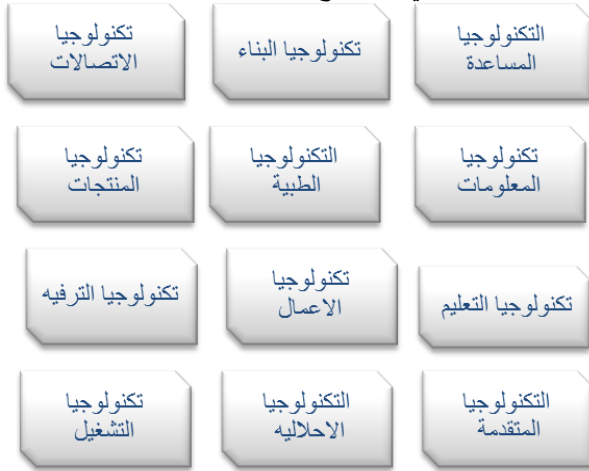 التكنولوجيا
المساعدة
تكنولوجيا البناء
تكنولوجيا
الاتصالات
تكنولوجيا
المعلومات
التكنولوجيا
الطبية
تكنولوجيا
المنتجات
تكنولوجيا التعليم
تكنولوجيا
الاعمال
تكنولوجيا الترفيه
التكنولوجيا
المتقدمة
التكنولوجيا
الاحلاليه
تكنولوجيا
التشغيل